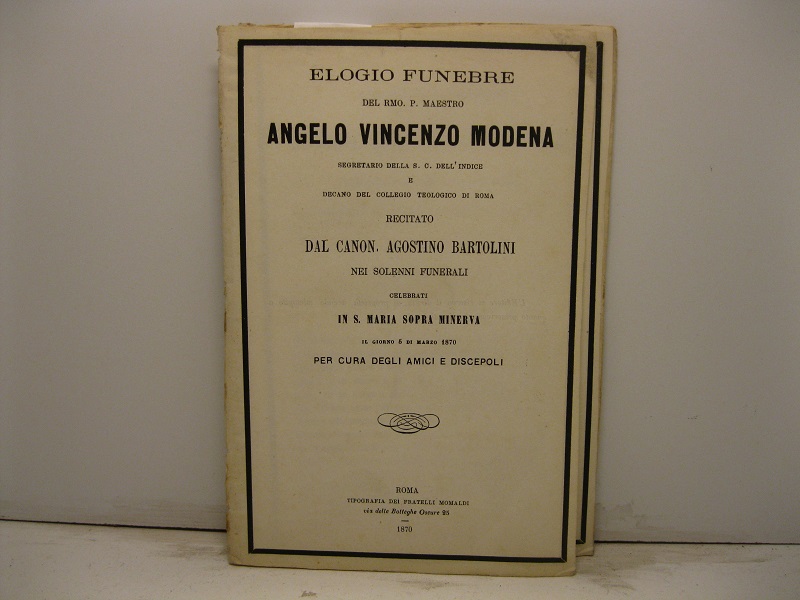 ELOGIO FUNEBRE
DEL RMO. P. MAESTRO
ANGELO VINCENZO MODENA
SEGRETARIO DELLA S. C. DELL'INDICE
E
DECANO DEL COLLEGIO TEOLOGICO DI ROMA
RECITATO
DAL CANON. AGOSTINO BARTOLINI
NEI SOLENNI FUNERALI
CELEBRATI
IN S. MARIA SOPRA MINERVA
IL GIORNO 5 DI MARZO 1870
PER CURA DEGLI AMICI E DISCEPOLI
ROMA
TIPOGRAFIA DEI FRATELLI MOMALDI
via delle Botteghe Oscure 25
1870